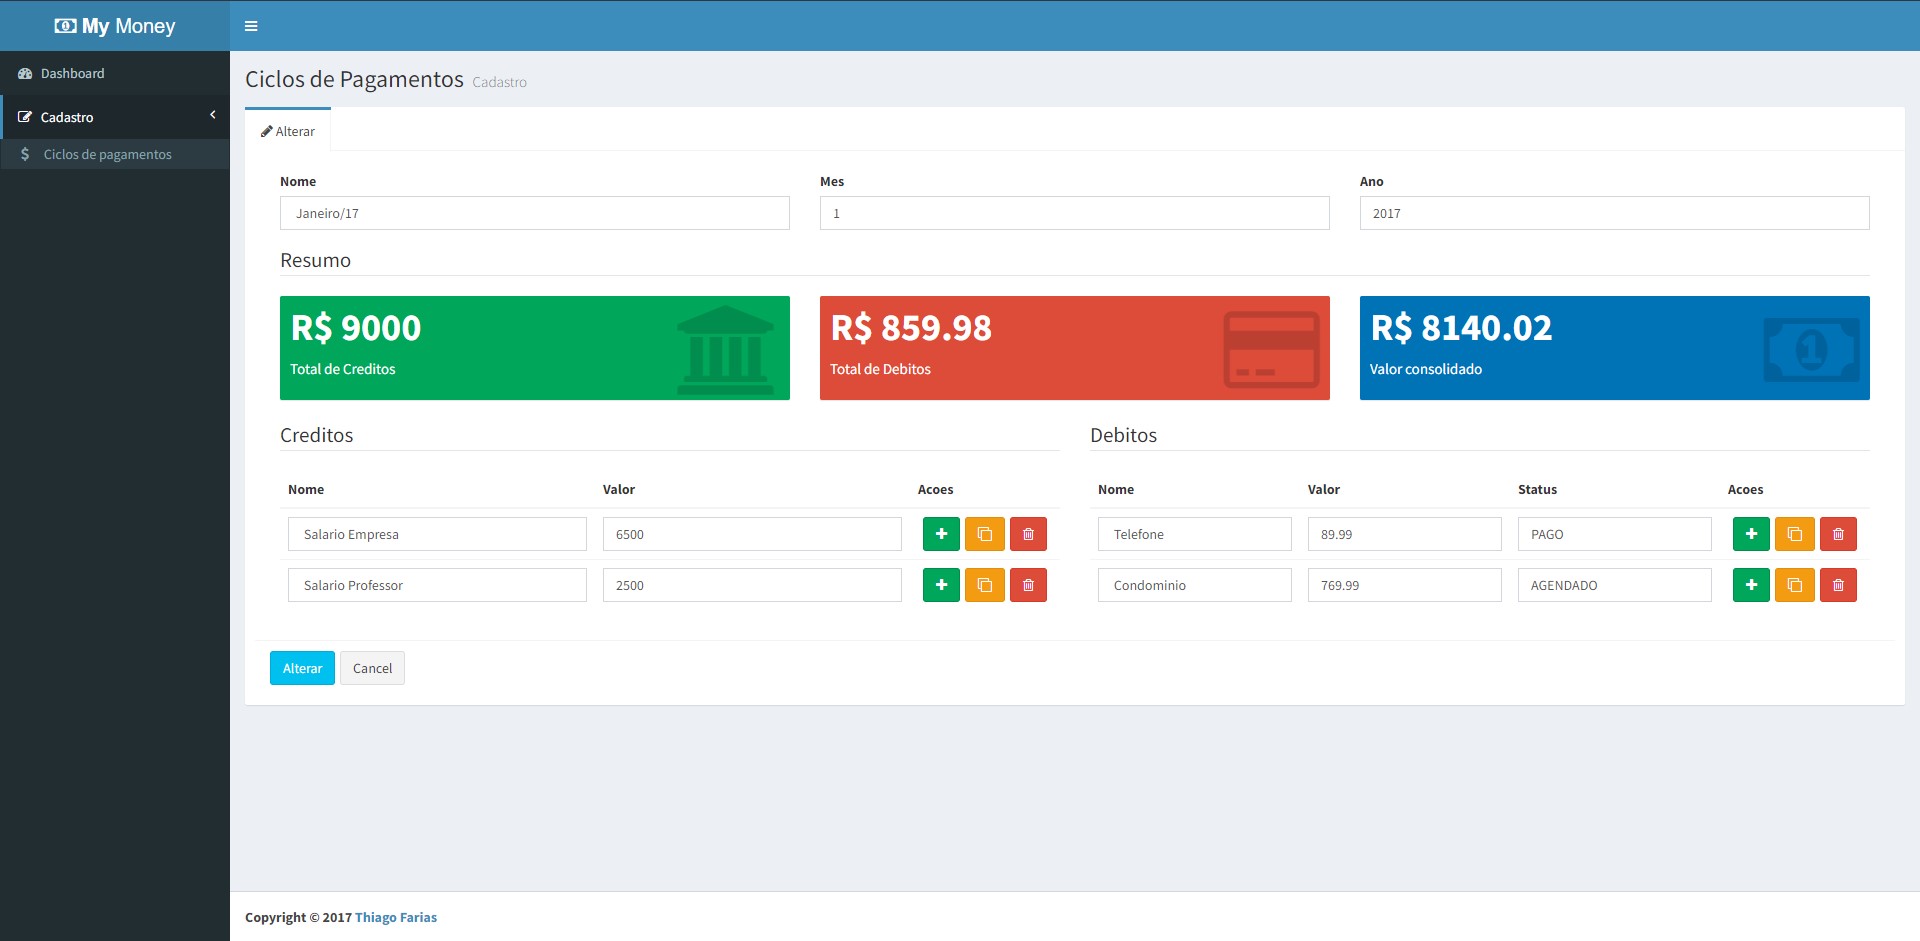 My Money
Dashboard
Cadastro
Ciclos de pagamentos
Ciclos de Pagamentos Cadastro
Alterar
Nome Mes Ano
Janeiro/17 1 2017
Resumo
R$ 9000 R$ 859.98 R$ 8140.02
Total de Creditos Total de Debitos Valor consolidado
Creditos Debitos
Nome Valor Acoes Nome Valor Status Acoes
Salario Empresa 6500 Telefone 89.99 PAGO
Salario Professor 2500 Condominio 769.99 AGENDADO
Alterar Cancel
Copyright © 2017 Thiago Farias